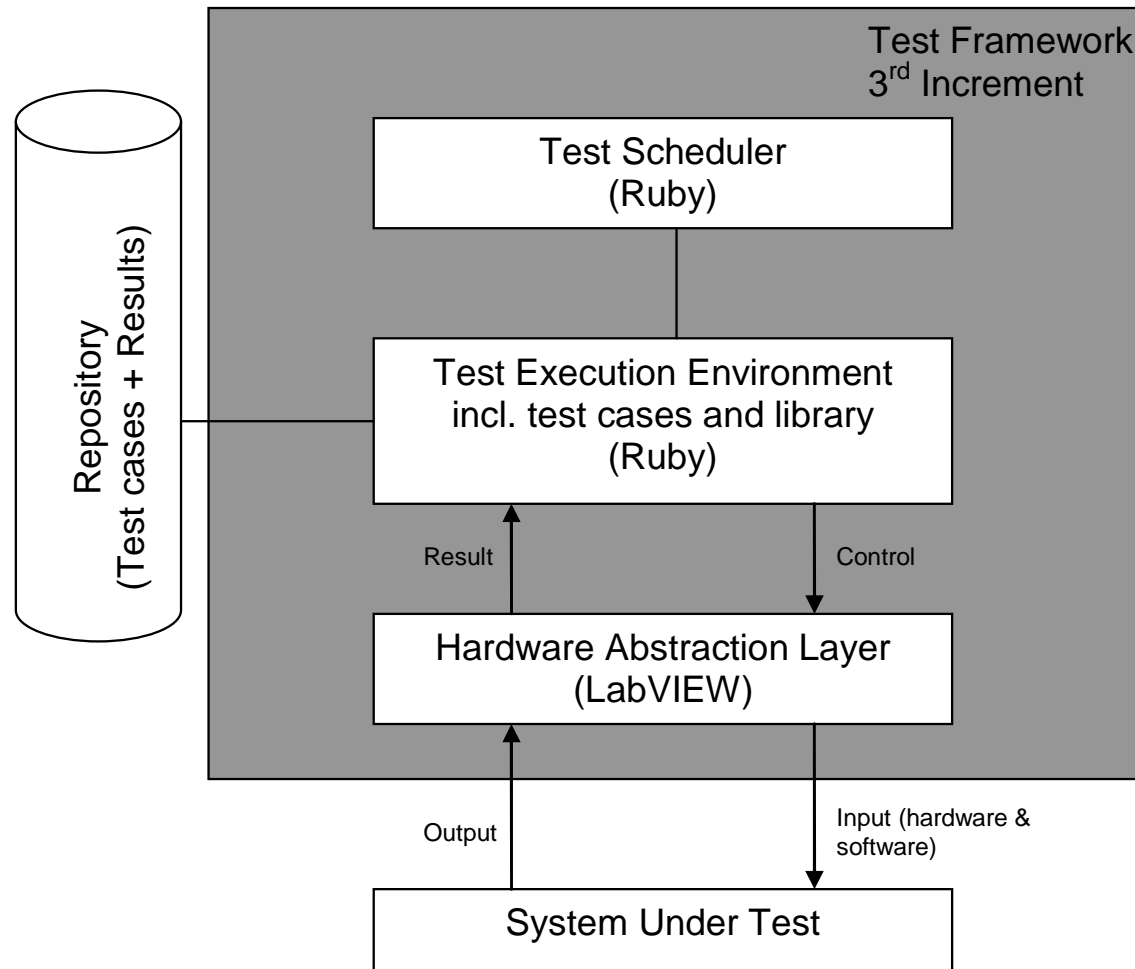 Test Framework
3rd Increment
Test Scheduler
(Ruby)
Repository
(Test cases + Results)
Test Execution Environment
incl. test cases and library
(Ruby)
Result
Control
Hardware Abstraction Layer
(LabVIEW)
Output
Input (hardware &
software)
System Under Test